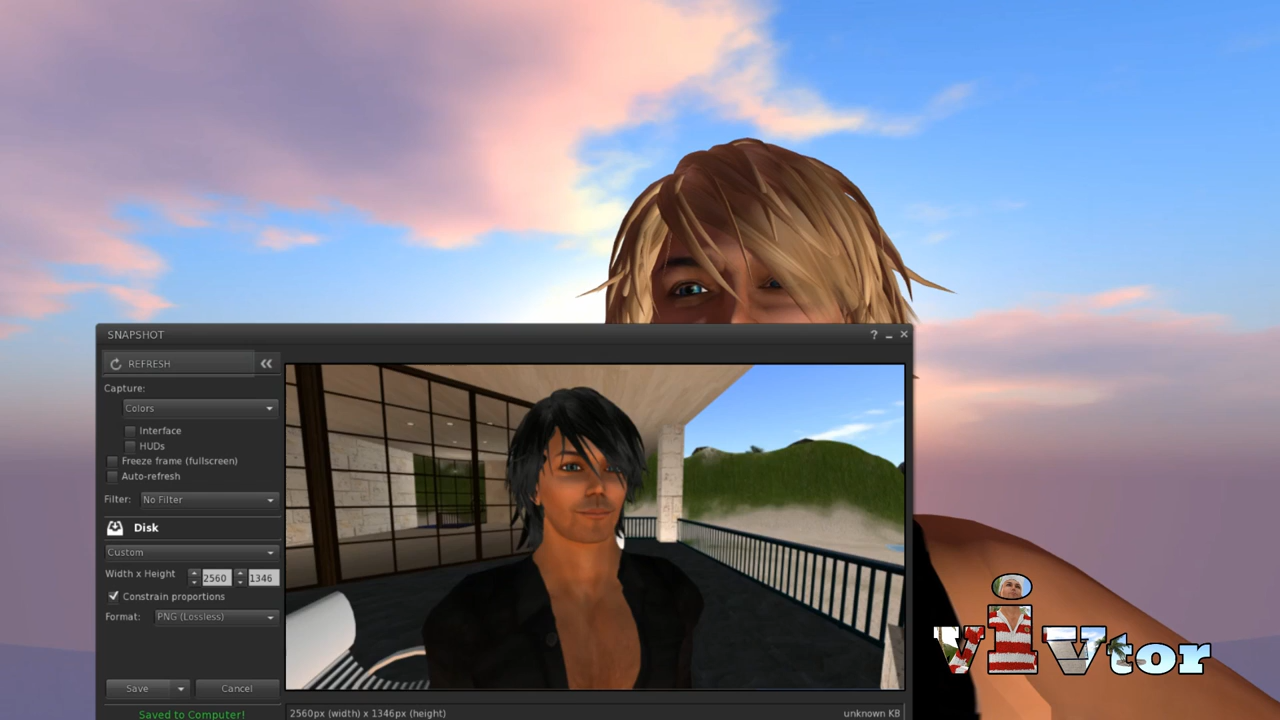 SNAPSHOT
REFRESH
Capture:
Colors
Interface
HUDs
Freeze frame (fullscreen)
Auto-refresh
Filter: No Filter
Disk
Custom
Width x Height 2560 1346
Constrain proportions
Format: PNG (Lossless)
Save Cancel
Saved to Computer!
2560px (width) x 1346px (height) unknown KB
vivtor